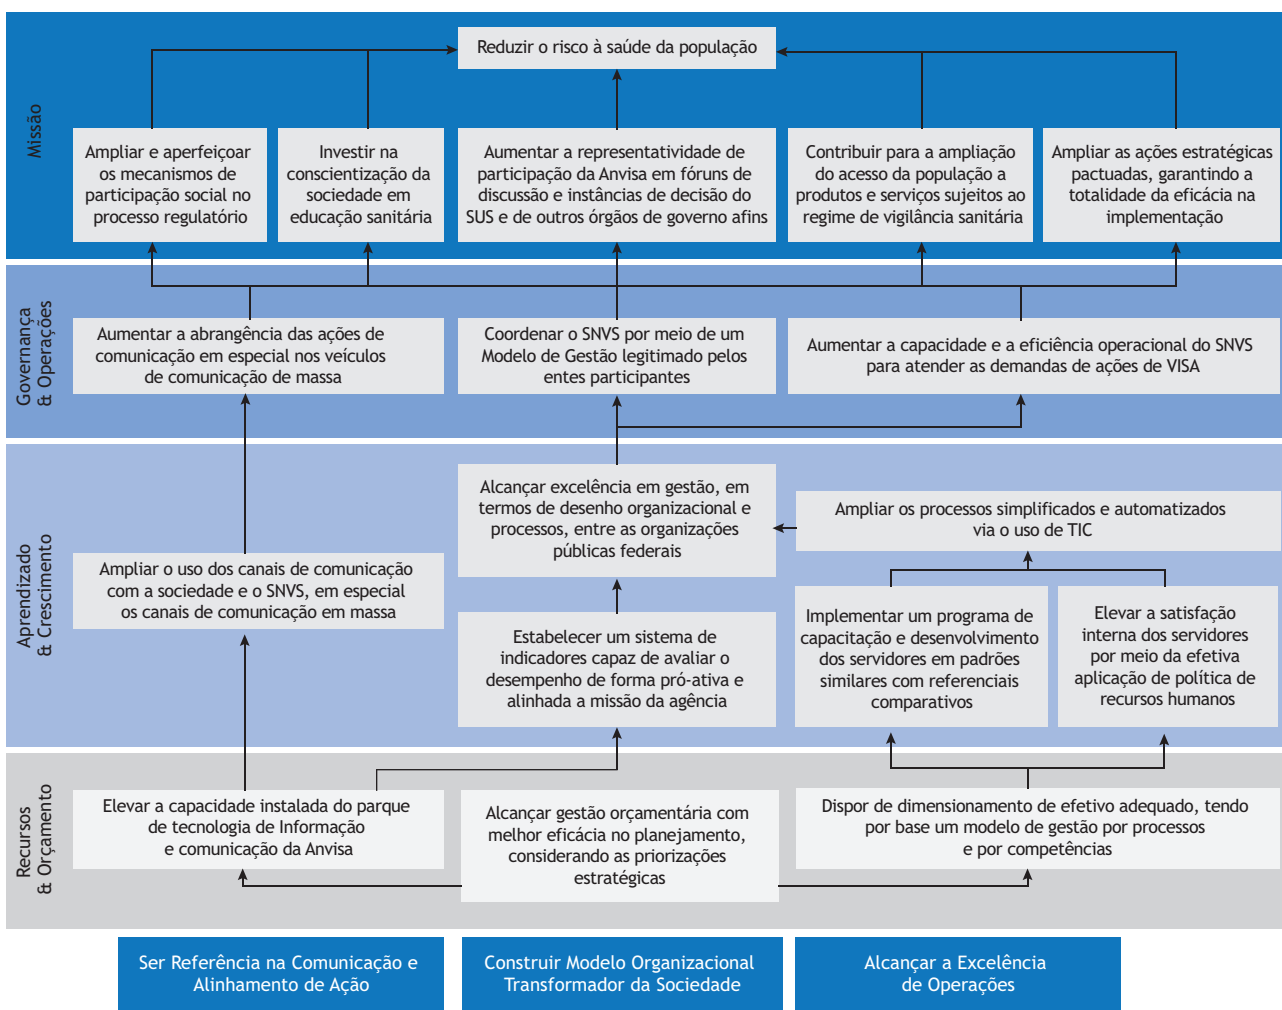 Missão
Reduzir o risco à saúde da população
Ampliar e aperfeiçoar
os mecanismos de
participação social no
processo regulatório
Investir na
conscientização da
sociedade em
educação sanitária
Aumentar a representatividade de
participação da Anvisa em fóruns de
discussão e instâncias de decisão do
SUS e de outros órgãos de governo afins
Contribuir para a ampliação
do acesso da população a
produtos e serviços sujeitos ao
regime de vigilância sanitária
Ampliar as ações estratégicas
pactuadas, garantindo a
totalidade da eficácia na
implementação
Governança
& Operações
Aumentar a abrangência das ações de
comunicação em especial nos veículos
de comunicação de massa
Coordenar o SNVS por meio de um
Modelo de Gestão legitimado pelos
entes participantes
Aumentar a capacidade e a eficiência operacional do SNVS
para atender as demandas de ações de VISA
Aprendizado
& Crescimento
Alcançar excelência em gestão, em
termos de desenho organizacional e
processos, entre as organizações
públicas federais
Ampliar os processos simplificados e automatizados
via o uso de TIC
Ampliar o uso dos canais de comunicação
com a sociedade e o SNVS, em especial
os canais de comunicação em massa
Estabelecer um sistema de
indicadores capaz de avaliar o
desempenho de forma pró-ativa e
alinhada a missão da agência
Implementar um programa de
capacitação e desenvolvimento
dos servidores em padrões
similares com referenciais
comparativos
Elevar a satisfação
interna dos servidores
por meio da efetiva
aplicação de política de
recursos humanos
Recursos
& Orçamento
Elevar a capacidade instalada do parque
de tecnologia de Informação
e comunicação da Anvisa
Alcançar gestão orçamentária com
melhor eficácia no planejamento,
considerando as priorizações
estratégicas
Dispor de dimensionamento de efetivo adequado, tendo
por base um modelo de gestão por processos
e por competências
Ser Referência na Comunicação e
Alinhamento de Ação
Construir Modelo Organizacional
Transformador da Sociedade
Alcançar a Excelência
de Operações